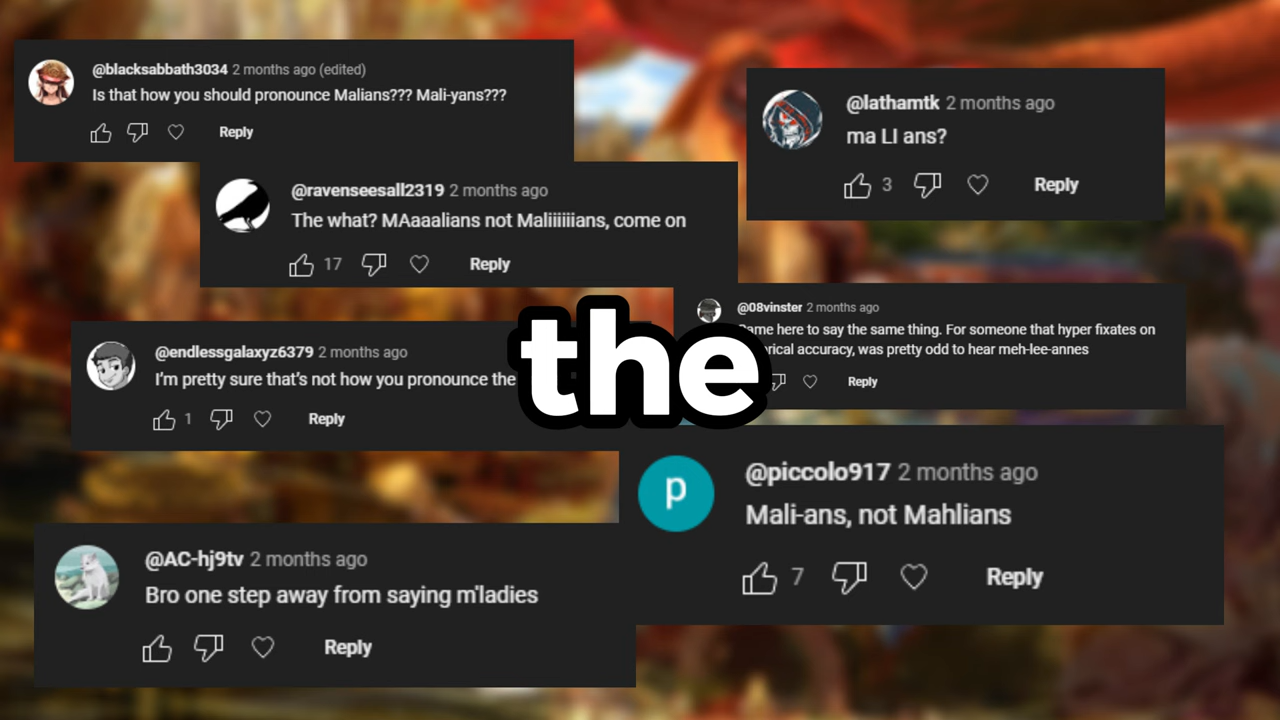 @blacksabbath3034 2 months ago (edited)
Is that how you should pronounce Malians??? Mali-yans???
Reply
@lathamtk 2 months ago
ma LI ans?
3 Reply
@ravenseesall2319 2 months ago
The what? MAaaalians not Maliiiiiians, come on
17 Reply
@08vinster 2 months ago
Came here to say the same thing. For someone that hyper fixates on
accuracy, was pretty odd to hear meh-lee-annes
Reply
@endlessgalaxyz6379 2 months ago
I'm pretty sure that's not how you pronounce the
1 Reply
the
@piccolo917 2 months ago
Mali-ans, not Mahlians
7 Reply
@AC-hj9tv 2 months ago
Bro one step away from saying m'ladies
Reply
p